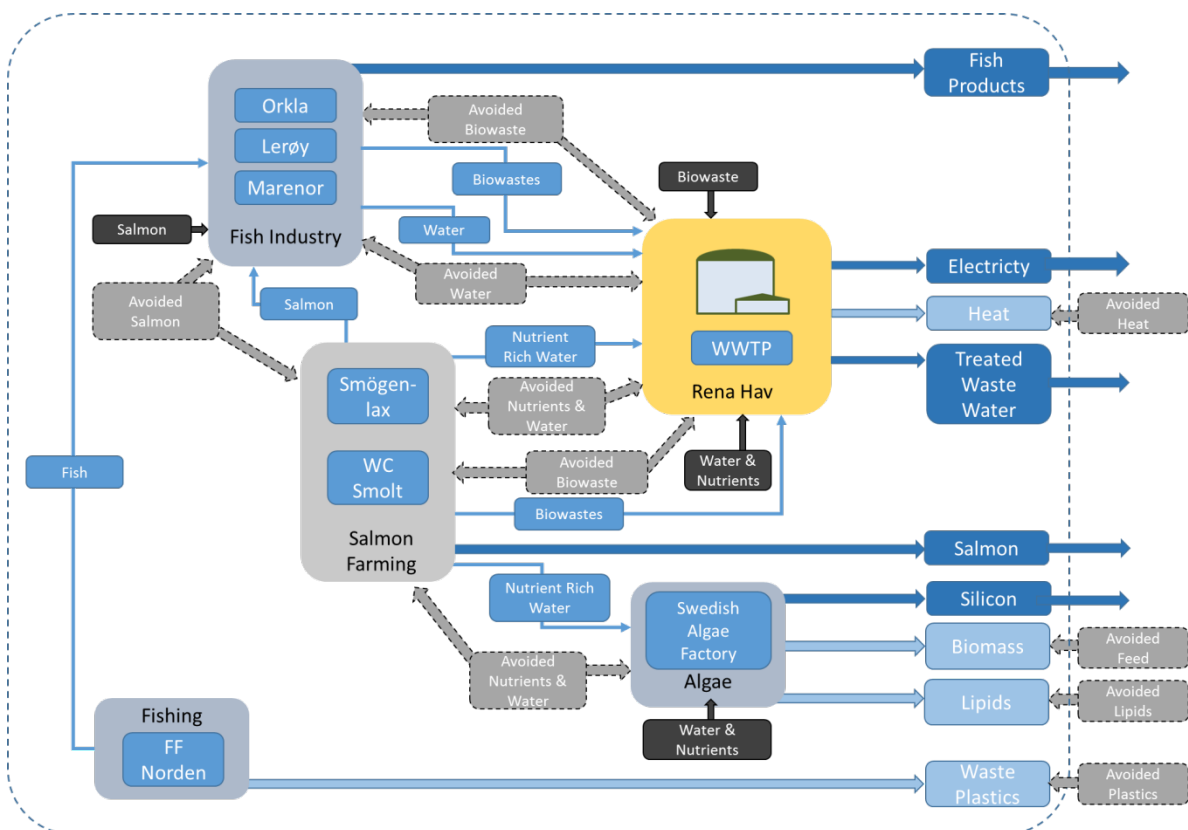 Fish
Products
Orkla
Lerøy
Marenor
Fish Industry
Avoided
Biowaste
Biowastes
Water
Avoided
Water
Salmon
Avoided
Salmon
Salmon
Biowaste
WWTP
Rena Hav
Electricty
Heat
Avoided
Heat
Treated
Waste
Water
Nutrient
Rich Water
Smögen-
lax
WC
Smolt
Salmon
Farming
Avoided
Nutrients &
Water
Avoided
Biowaste
Biowastes
Water &
Nutrients
Fish
Salmon
Nutrient Rich
Water
Swedish
Algae
Factory
Algae
Silicon
Biomass
Avoided
Feed
Avoided
Nutrients &
Water
Lipids
Avoided
Lipids
Water &
Nutrients
Fishing
FF
Norden
Waste
Plastics
Avoided
Plastics